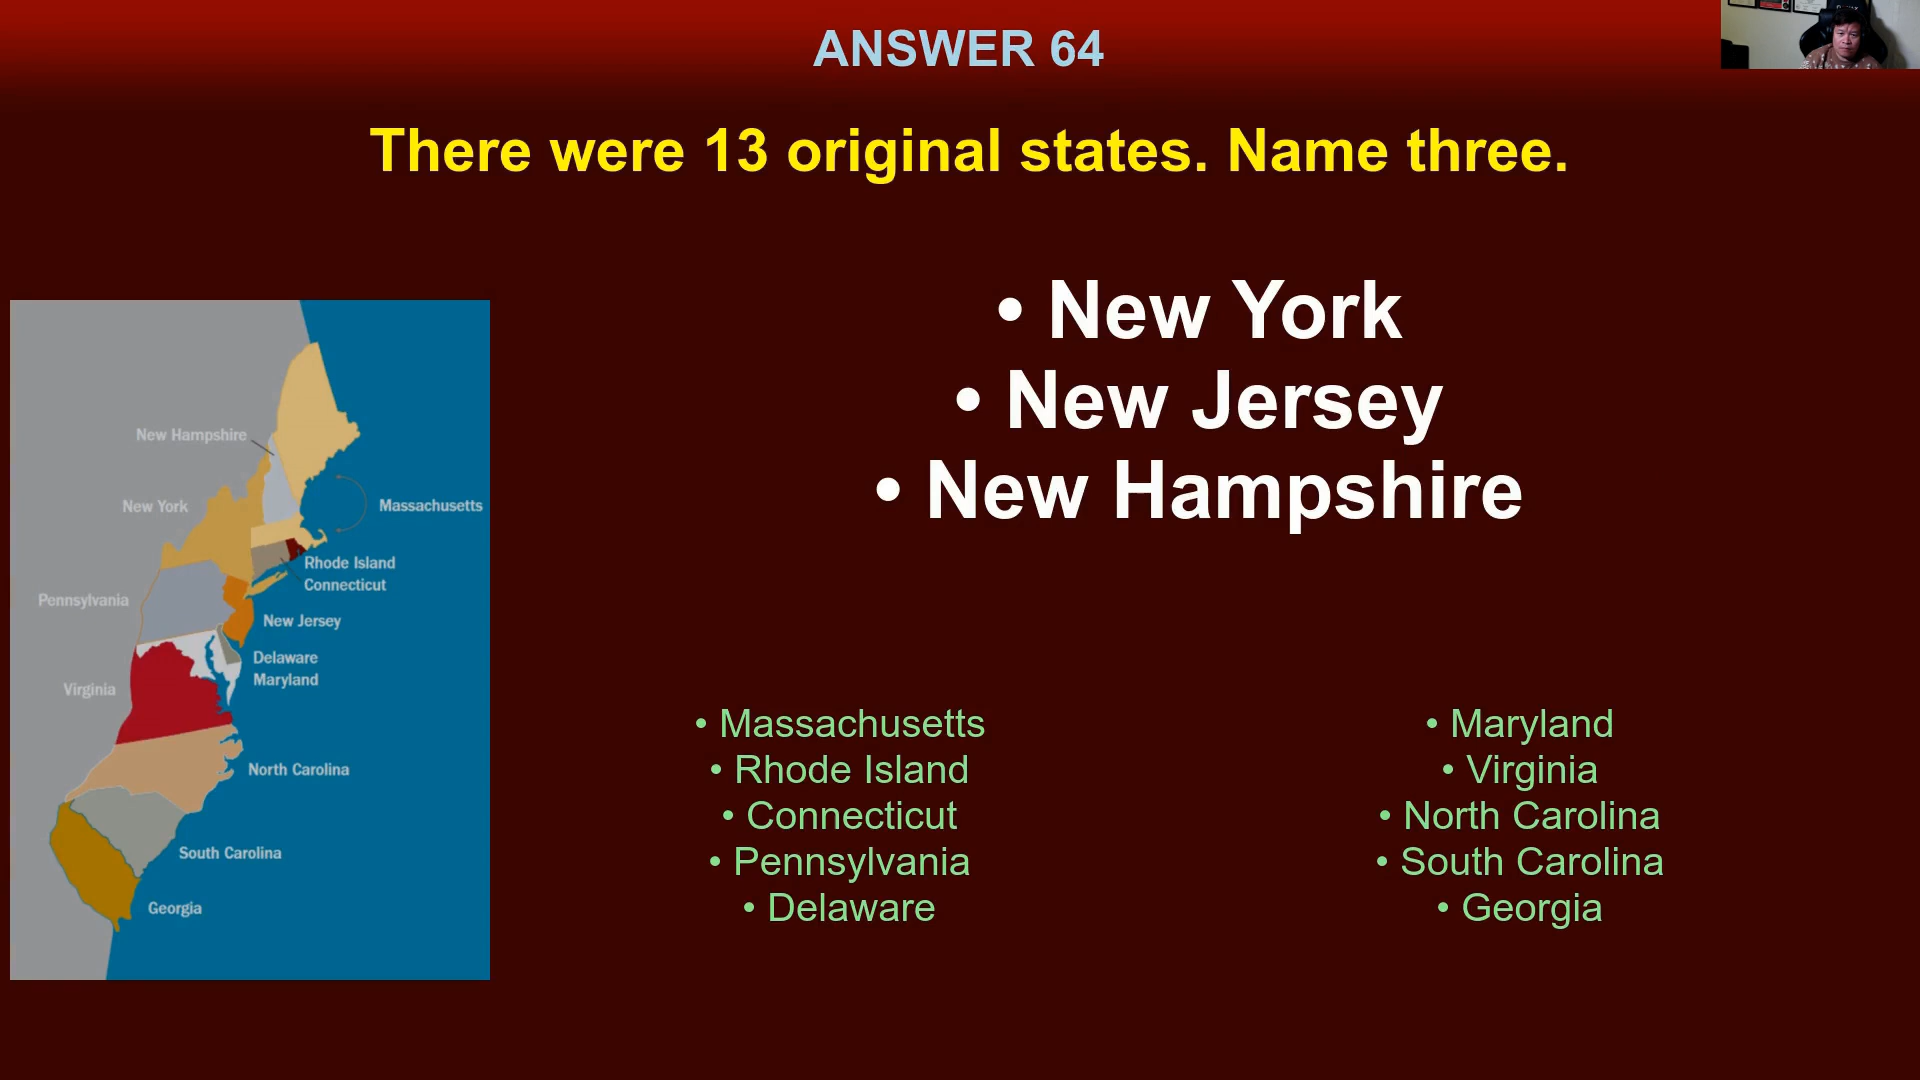 ANSWER 64
There were 13 original states. Name three.
• New York
• New Jersey
• New Hampshire
New Hampshire
New York
Massachusetts
Rhode Island
Connecticut
Pennsylvania
New Jersey
Delaware
Maryland
Virginia
North Carolina
South Carolina
Georgia
• Massachusetts
• Rhode Island
• Connecticut
• Pennsylvania
• Delaware
• Maryland
• Virginia
• North Carolina
• South Carolina
• Georgia